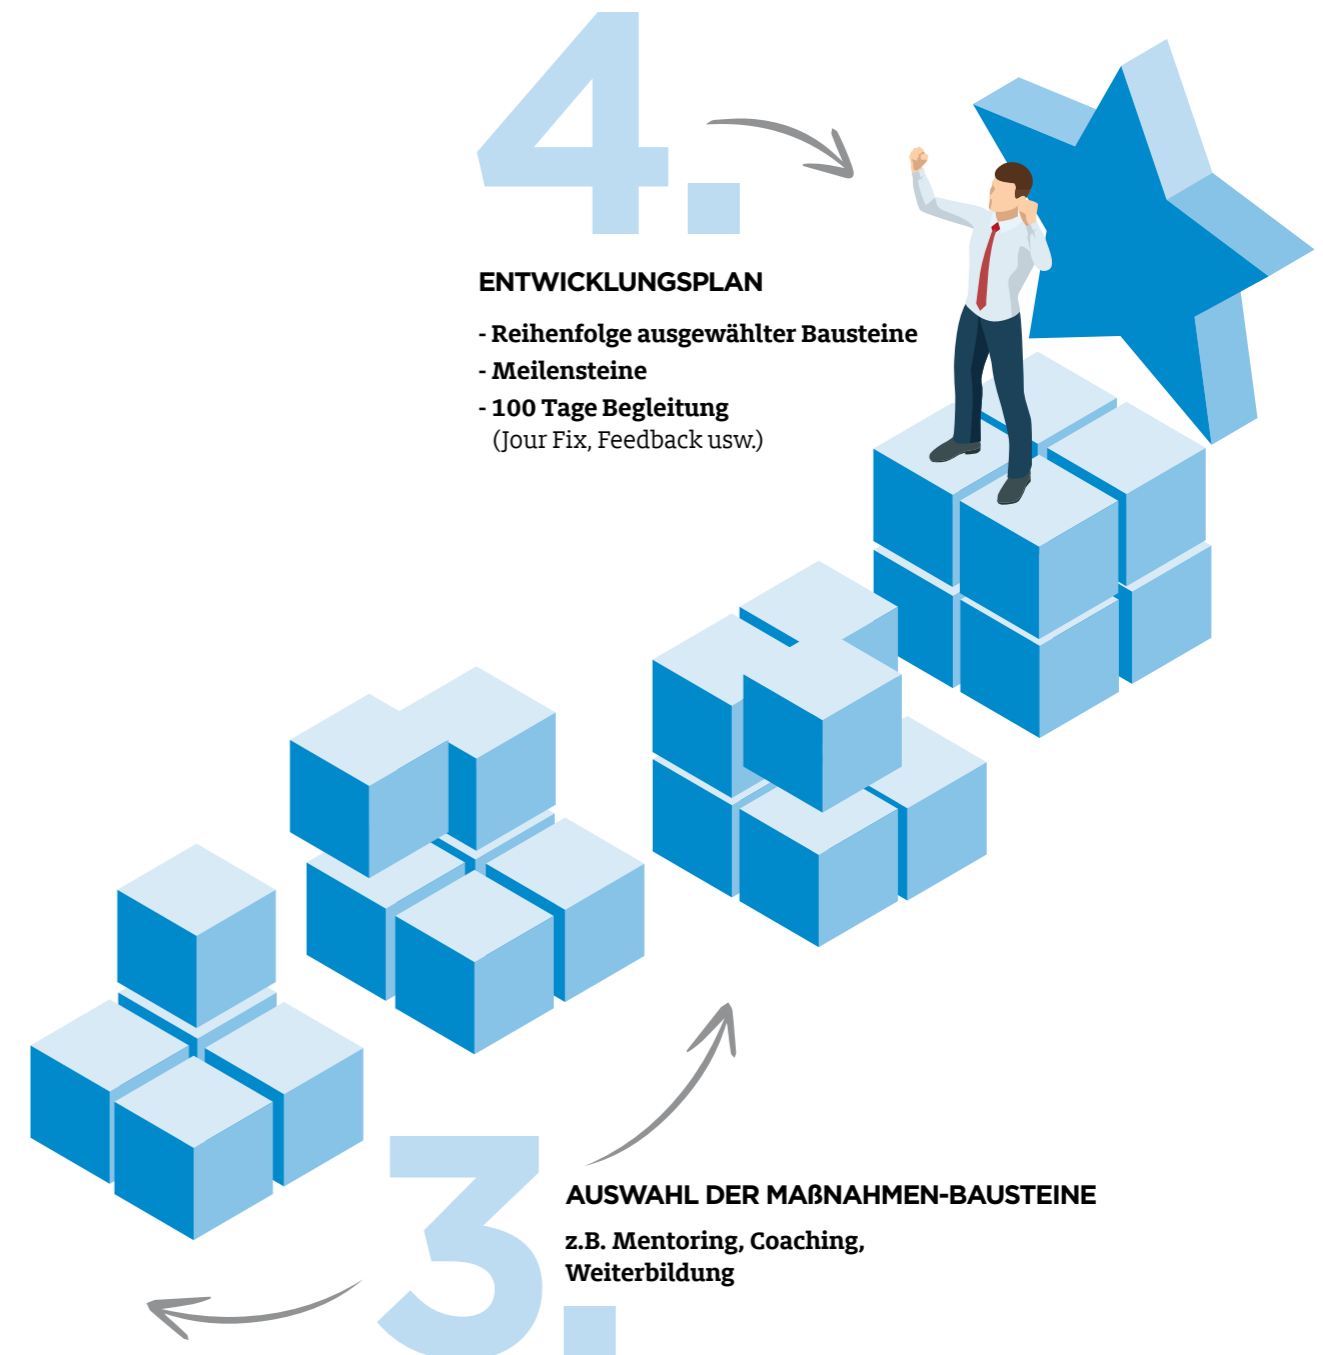 4.
ENTWICKLUNGSPLAN
- Reihenfolge ausgewählter Bausteine
- Meilensteine
- 100 Tage Begleitung
(Jour Fix, Feedback usw.)
3.
AUSWAHL DER MAßNAHMEN-BAUSTEINE
z.B. Mentoring, Coaching,
Weiterbildung